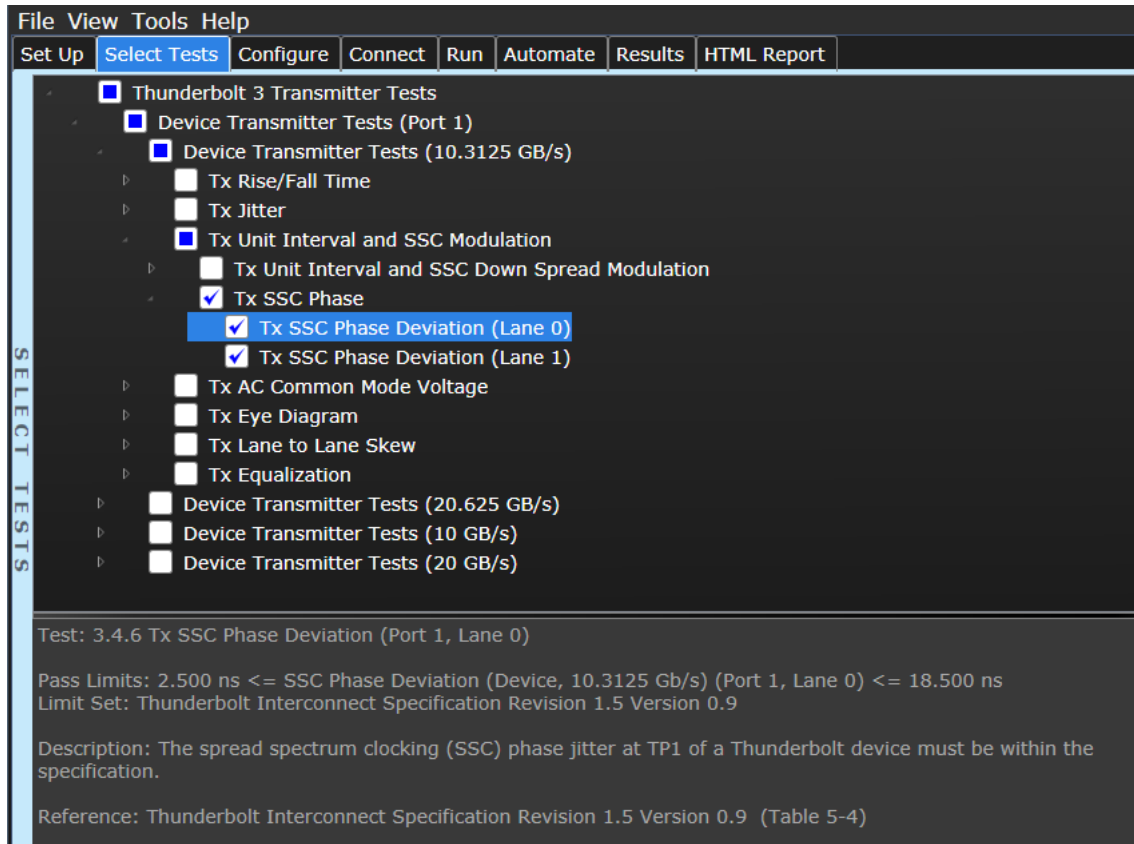 File View Tools Help
Set Up Select Tests Configure Connect Run Automate Results HTML Report
Thunderbolt 3 Transmitter Tests
Device Transmitter Tests (Port 1)
Device Transmitter Tests (10.3125 GB/s)
Tx Rise/Fall Time
Tx Jitter
Tx Unit Interval and SSC Modulation
Tx Unit Interval and SSC Down Spread Modulation
Tx SSC Phase
Tx SSC Phase Deviation (Lane 0)
Tx SSC Phase Deviation (Lane 1)
Tx AC Common Mode Voltage
Tx Eye Diagram
Tx Lane to Lane Skew
Tx Equalization
Device Transmitter Tests (20.625 GB/s)
Device Transmitter Tests (10 GB/s)
Device Transmitter Tests (20 GB/s)
SELECT TESTS
Test: 3.4.6 Tx SSC Phase Deviation (Port 1, Lane 0)
Pass Limits: 2.500 ns <= SSC Phase Deviation (Device, 10.3125 Gb/s) (Port 1, Lane 0) <= 18.500 ns
Limit Set: Thunderbolt Interconnect Specification Revision 1.5 Version 0.9
Description: The spread spectrum clocking (SSC) phase jitter at TP1 of a Thunderbolt device must be within the
specification.
Reference: Thunderbolt Interconnect Specification Revision 1.5 Version 0.9 (Table 5-4)